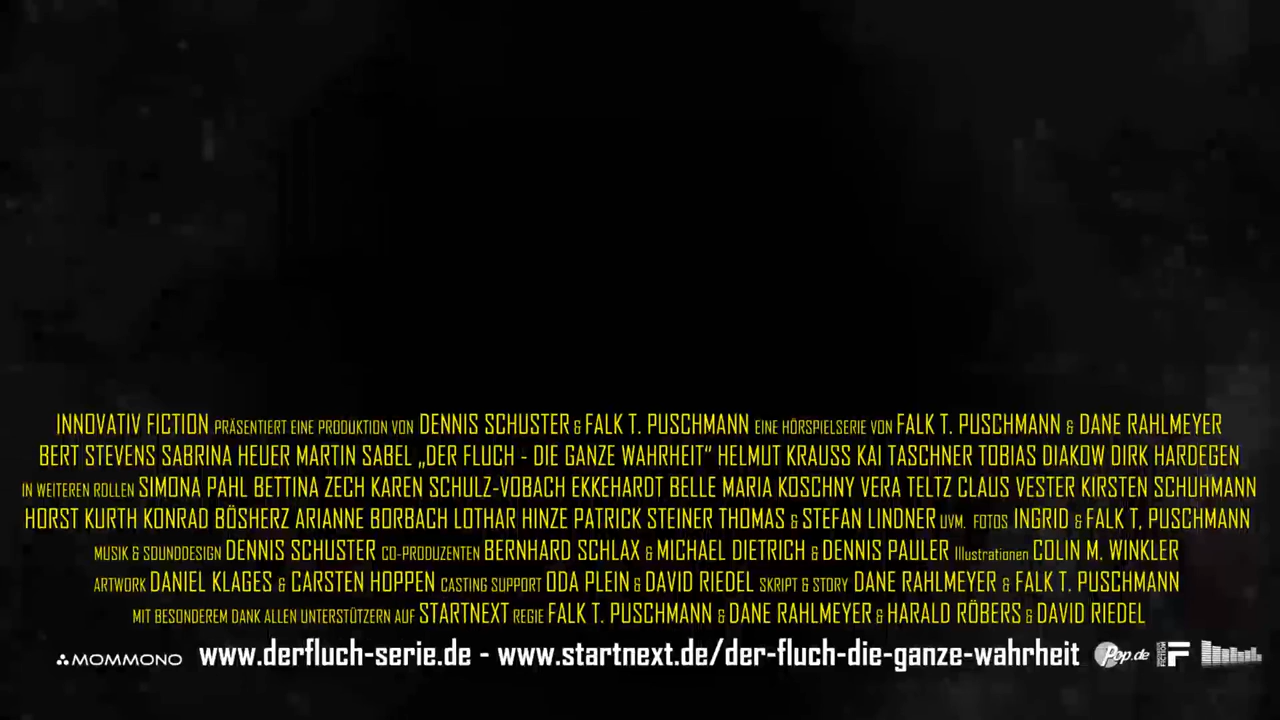 INNOVATIV FICTION PRÄSENTIERT EINE PRODUKTION VON DENNIS SCHUSTER & FALK T. PUSCHMANN EINE HÖRSPIELSERIE VON FALK T. PUSCHMANN & DANE RAHLMEYER
BERT STEVENS SABRINA HEUER MARTIN SABEL „DER FLUCH - DIE GANZE WAHRHEIT“ HELMUT KRAUSS KAI TASCHNER TOBIAS DIAKOW DIRK HARDEGEN
IN WEITEREN ROLLEN SIMONA PAHL BETTINA ZECH KAREN SCHULZ-VOBACH EKKEHARDT BELLE MARIA KOSCHNY VERA TELTZ CLAUS VESTER KIRSTEN SCHUHMANN
HORST KURTH KONRAD BÖSHERZ ARIANNE BORBACH LOTHAR HINZE PATRICK STEINER THOMAS & STEFAN LINDNER UVM. FOTOS INGRID & FALK T, PUSCHMANN
MUSIK & SOUNDDESIGN DENNIS SCHUSTER CO-PRODUZENTEN BERNHARD SCHLAX & MICHAEL DIETRICH & DENNIS PAULER Illustrationen COLIN M. WINKLER
ARTWORK DANIEL KLAGES & CARSTEN HOPPEN CASTING SUPPORT ODA PLEIN & DAVID RIEDEL SKRIPT & STORY DANE RAHLMEYER & FALK T. PUSCHMANN
MIT BESONDEREM DANK ALLEN UNTERSTÜTZERN AUF STARTNEXT REGIE FALK T. PUSCHMANN & DANE RAHLMEYER & HARALD RÖBERS & DAVID RIEDEL
MOMMONO www.derfluch-serie.de - www.startnext.de/der-fluch-die-ganze-wahrheit Pop.de